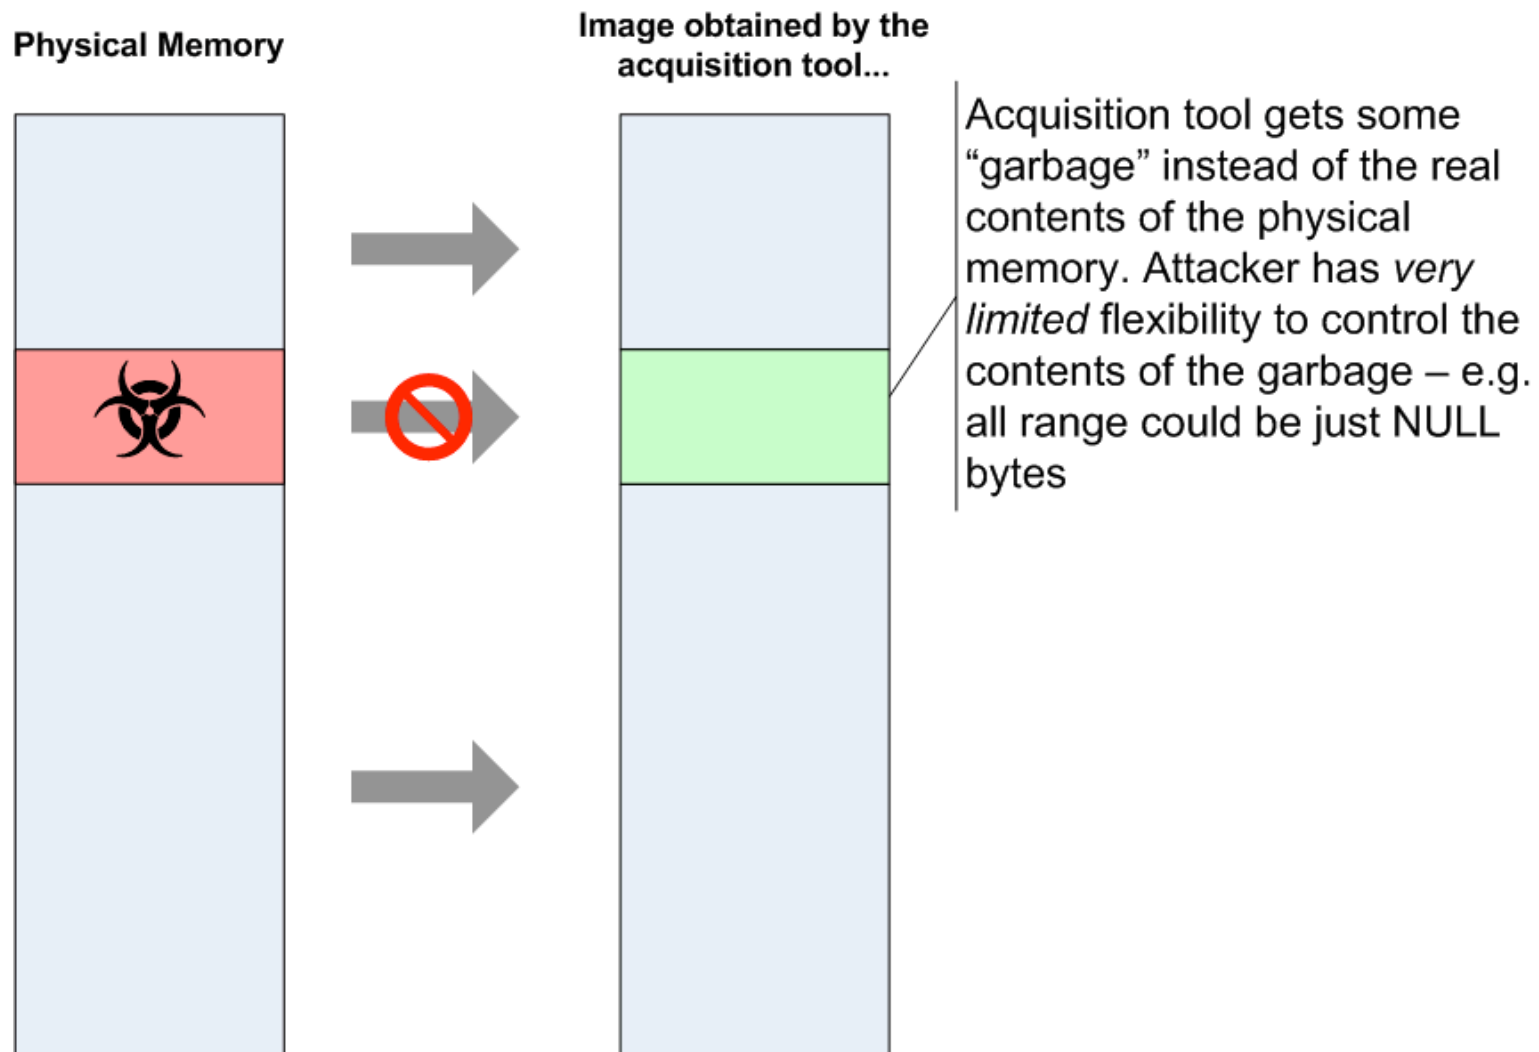 Physical Memory
Image obtained by the
acquisition tool...
Acquisition tool gets some
“garbage” instead of the real
contents of the physical
memory. Attacker has very
limited flexibility to control the
contents of the garbage – e.g.
all range could be just NULL
bytes